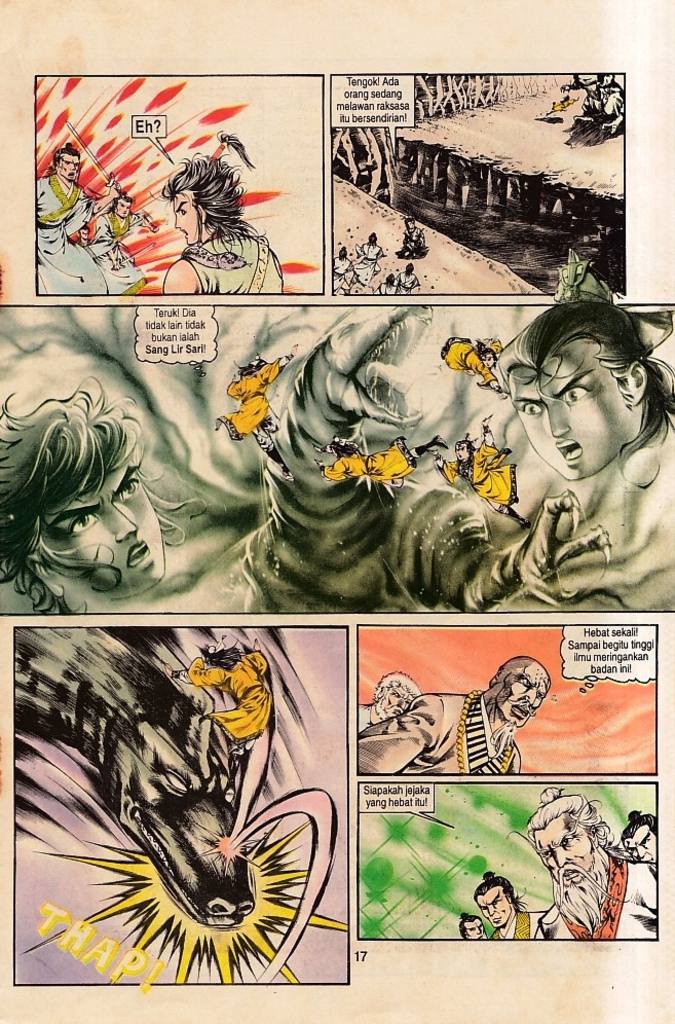 Eh?
Tengok! Ada
orang sedang
melawan raksasa
itu bersendirian!
Teruk! Dia
tidak lain tidak
bukan ialah
Sang Lir Sari!
THAP!
Hebat sekali!
Sampai begitu tinggi
ilmu meringankan
badan ini!
Siapakah jejaka
yang hebat itu!
17